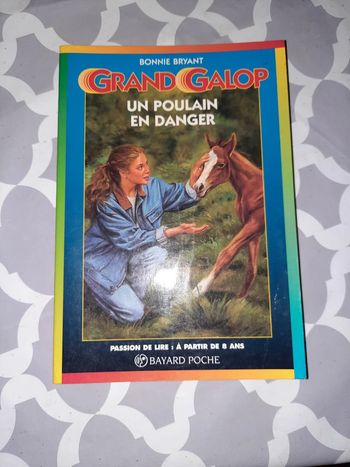 BONNIE BRYANT
GRAND GALOP
UN POULAIN
EN DANGER
PASSION DE LIRE : À PARTIR DE 8 ANS
BAYARD POCHE